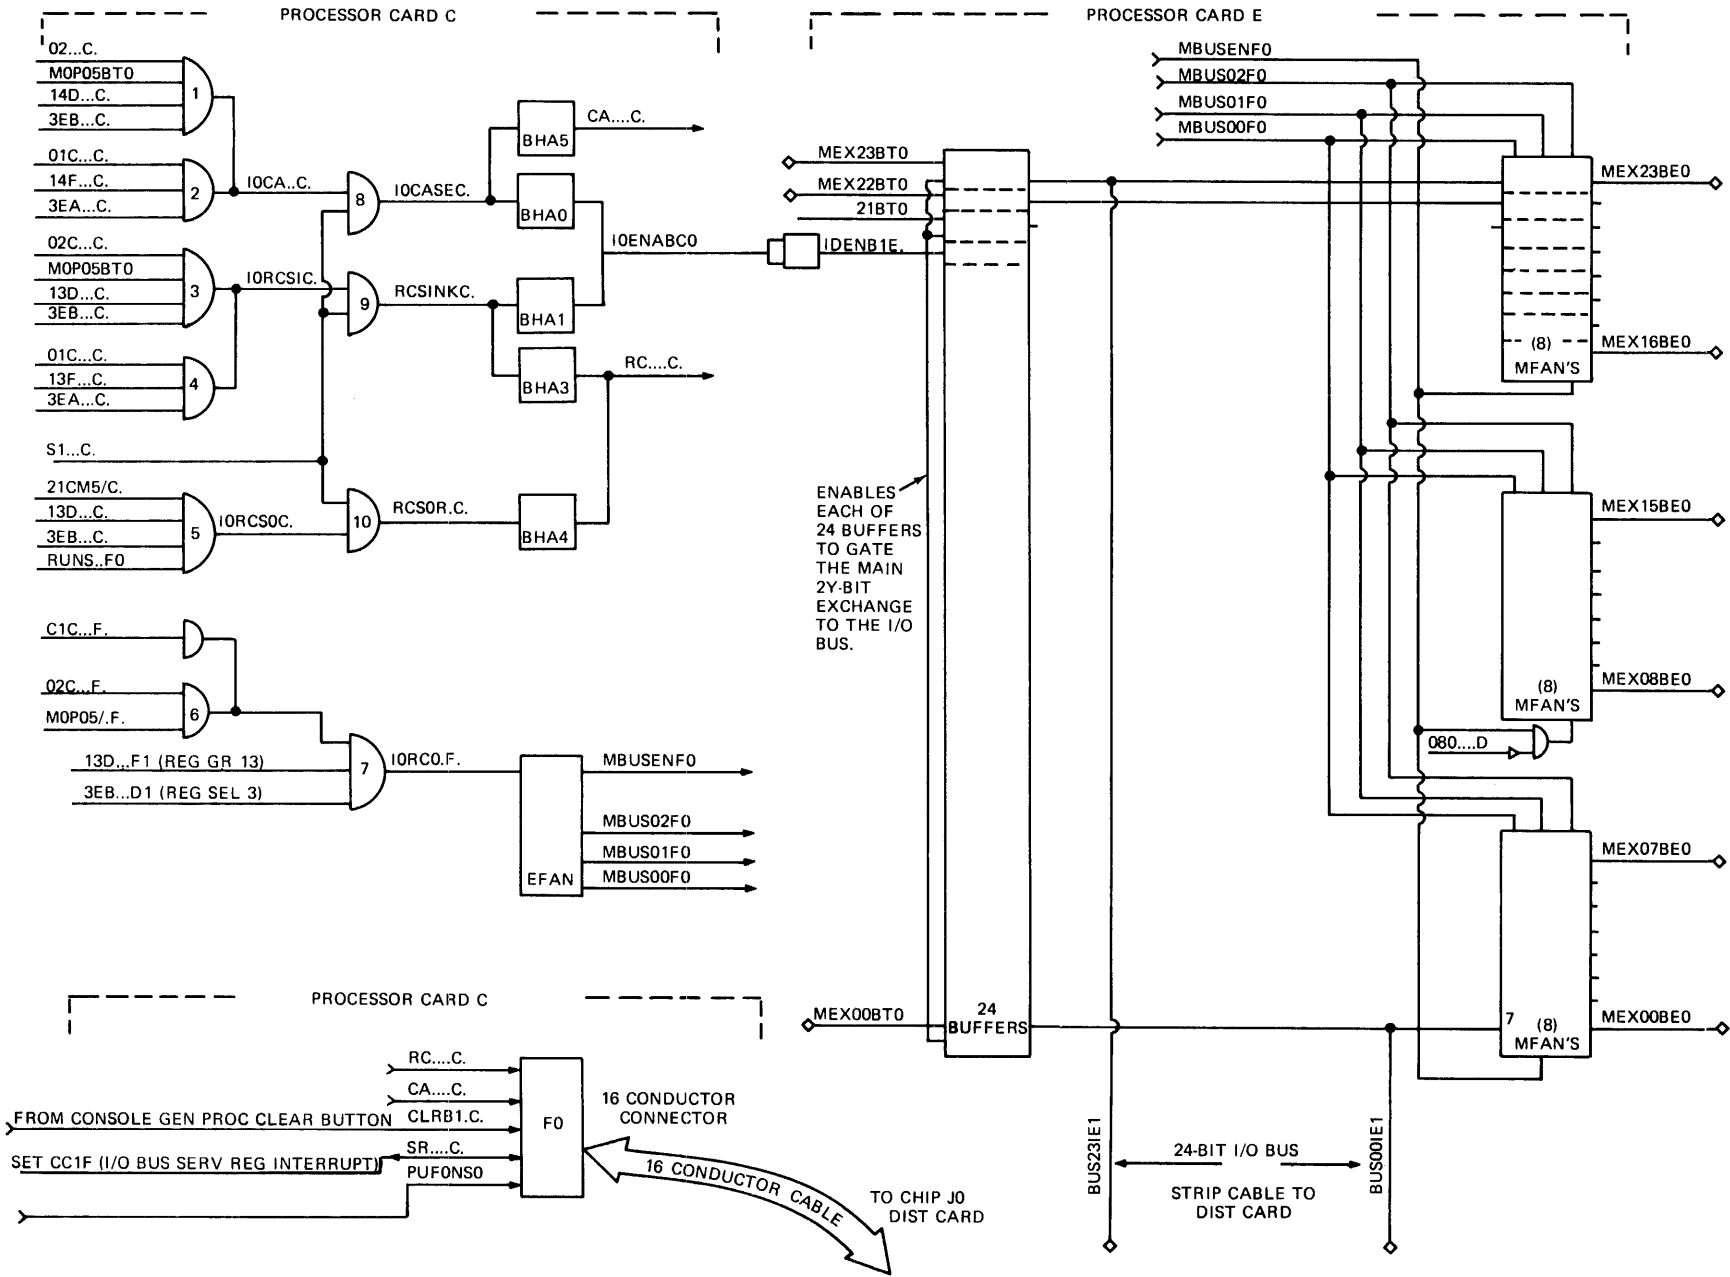 PROCESSOR CARD C
02...C.
M0P05BT0
14D...C.
3EB...C.
1
01C...C.
14F...C.
3EA...C.
2
I0CA..C.
02C...C.
M0P05BT0
13D...C.
3EB...C.
3
I0RCSIC.
01C...C.
13F...C.
3EA...C.
4
S1...C.
21CM5/C.
13D...C.
3EB...C.
RUNS..F0
5
I0RCS0C.
8
I0CASEC.
9
RCSINKC.
10
RCS0R.C.
BHA5
CA....C.
BHA0
I0ENABC0
BHA1
BHA3
RC....C.
BHA4
C1C...F.
02C...F.
M0P05/.F.
6
13D...F1 (REG GR 13)
3EB...D1 (REG SEL 3)
7
I0RC0.F.
EFAN
MBUSENF0
MBUS02F0
MBUS01F0
MBUS00F0
PROCESSOR CARD E
MBUSENF0
MBUS02F0
MBUS01F0
MBUS00F0
MEX23BT0
MEX22BT0
21BT0
IDENB1E.
ENABLES
EACH OF
24 BUFFERS
TO GATE
THE MAIN
2Y-BIT
EXCHANGE
TO THE I/O
BUS.
MEX00BT0
24
BUFFERS
MEX23BE0
MEX16BE0
(8)
MFAN'S
MEX15BE0
MEX08BE0
(8)
MFAN'S
080....D
MEX07BE0
MEX00BE0
7
(8)
MFAN'S
BUS23IE1
24-BIT I/O BUS
STRIP CABLE TO
DIST CARD
BUS00IE1
PROCESSOR CARD C
RC....C.
CA....C.
FROM CONSOLE GEN PROC CLEAR BUTTON CLRB1.C.
SR....C.
SET CC1F (I/O BUS SERV REG INTERRUPT)
PUF0NS0
F0
16 CONDUCTOR
CONNECTOR
16 CONDUCTOR CABLE
TO CHIP J0
DIST CARD